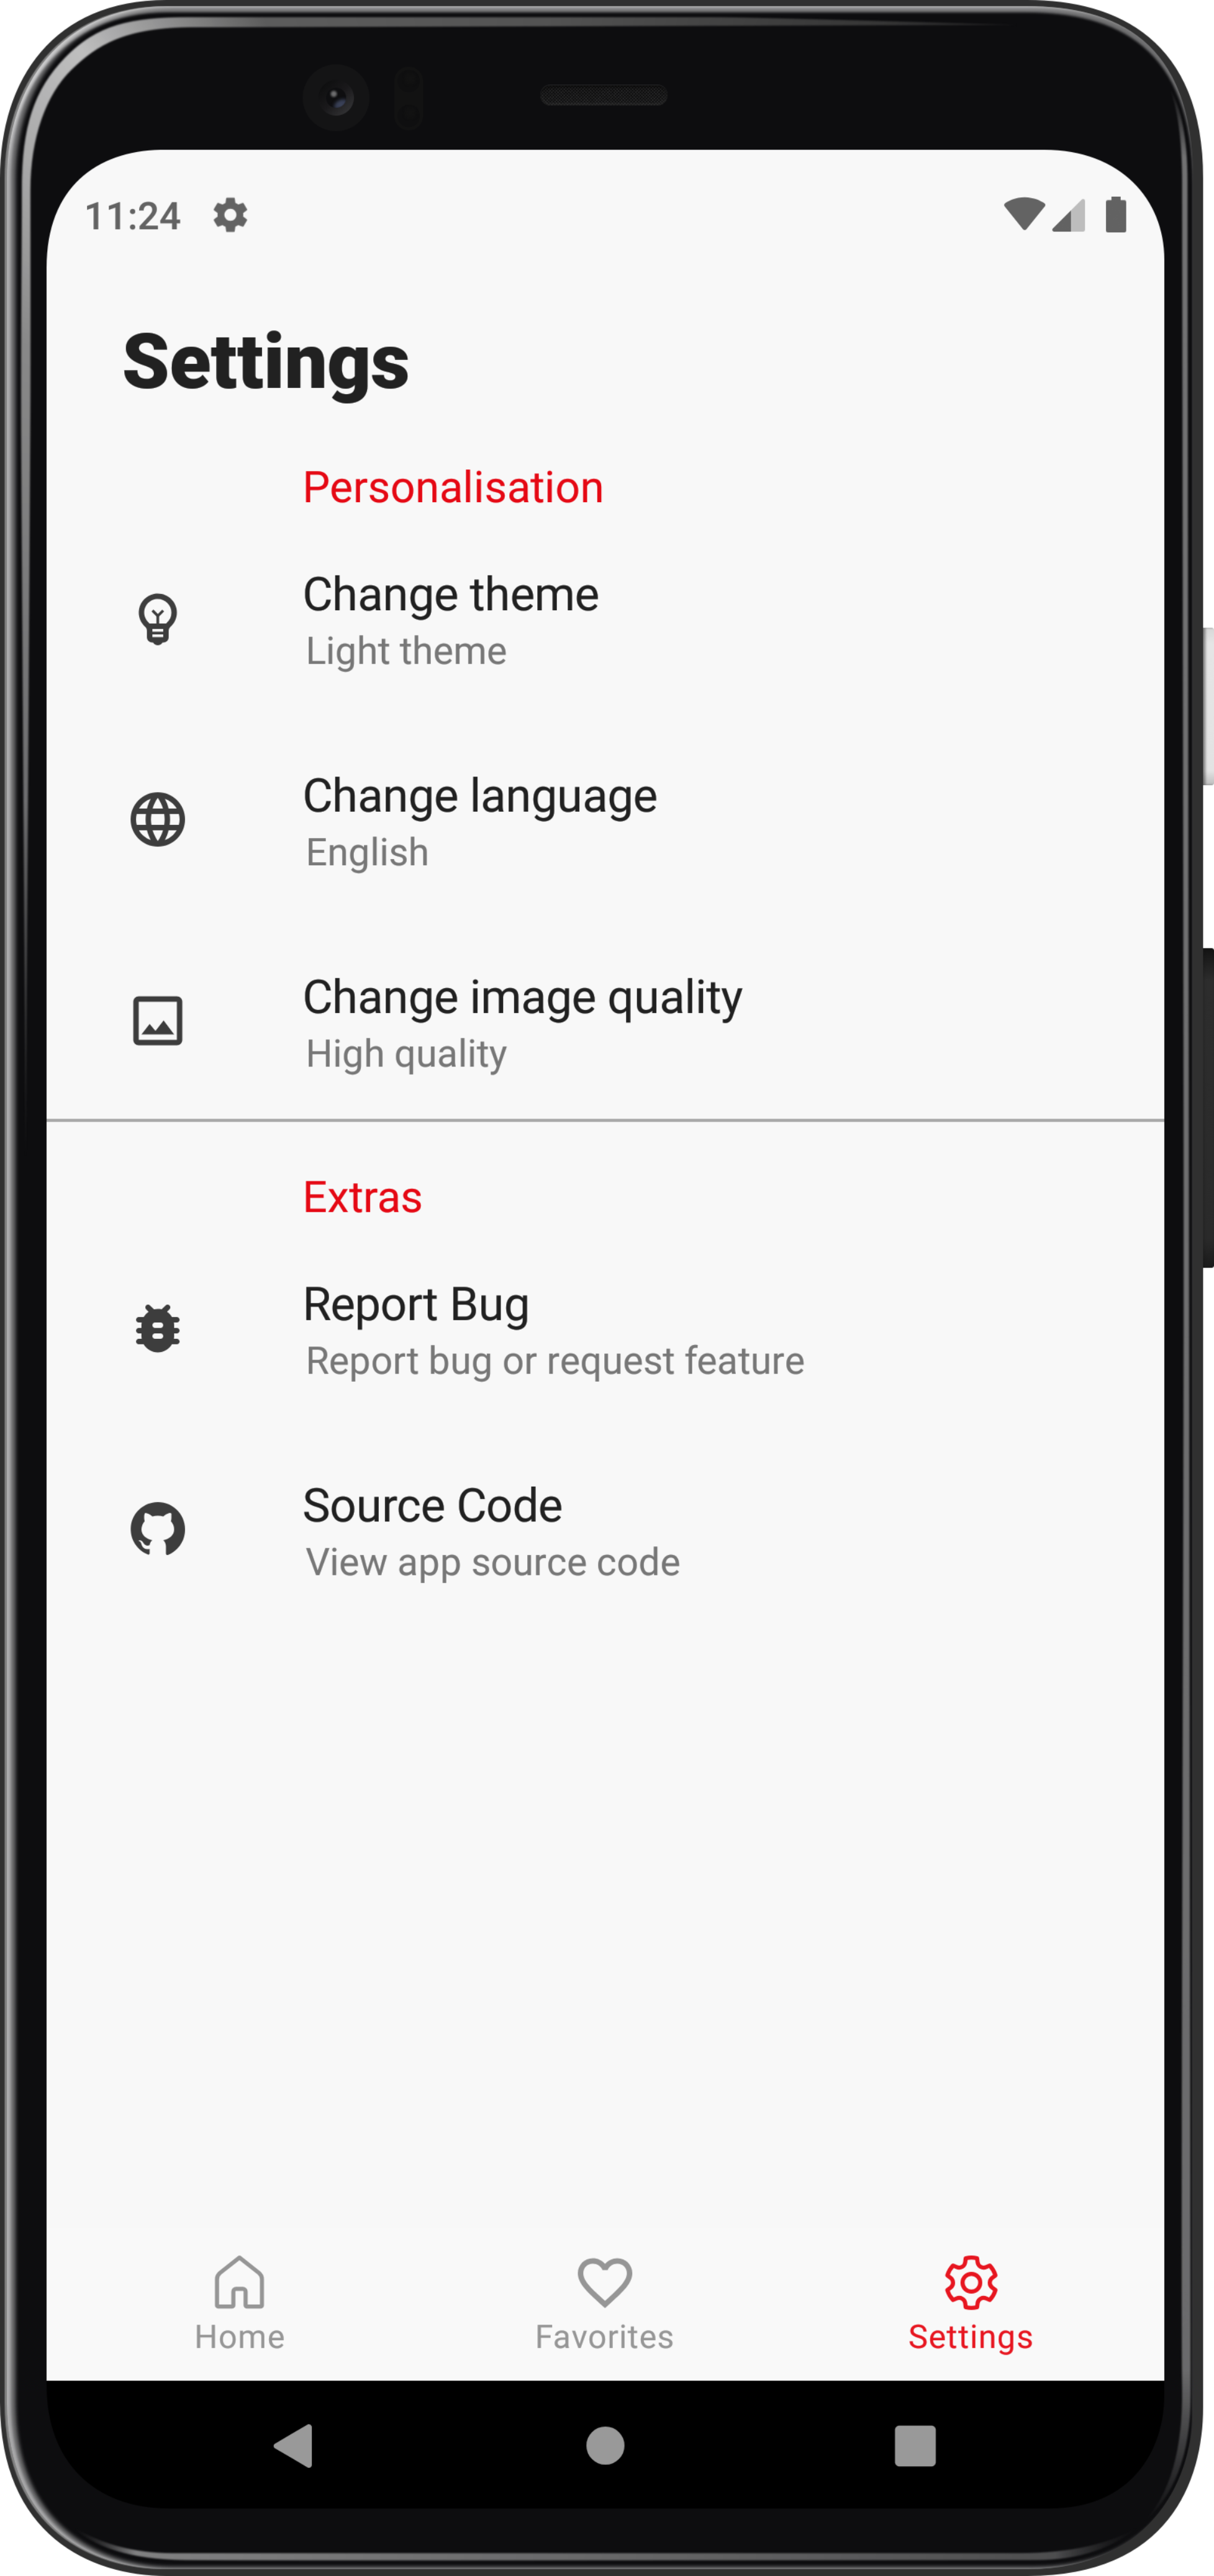 11:24
Settings
Personalisation
Change theme
Light theme
Change language
English
Change image quality
High quality
Extras
Report Bug
Report bug or request feature
Source Code
View app source code
Home Favorites Settings